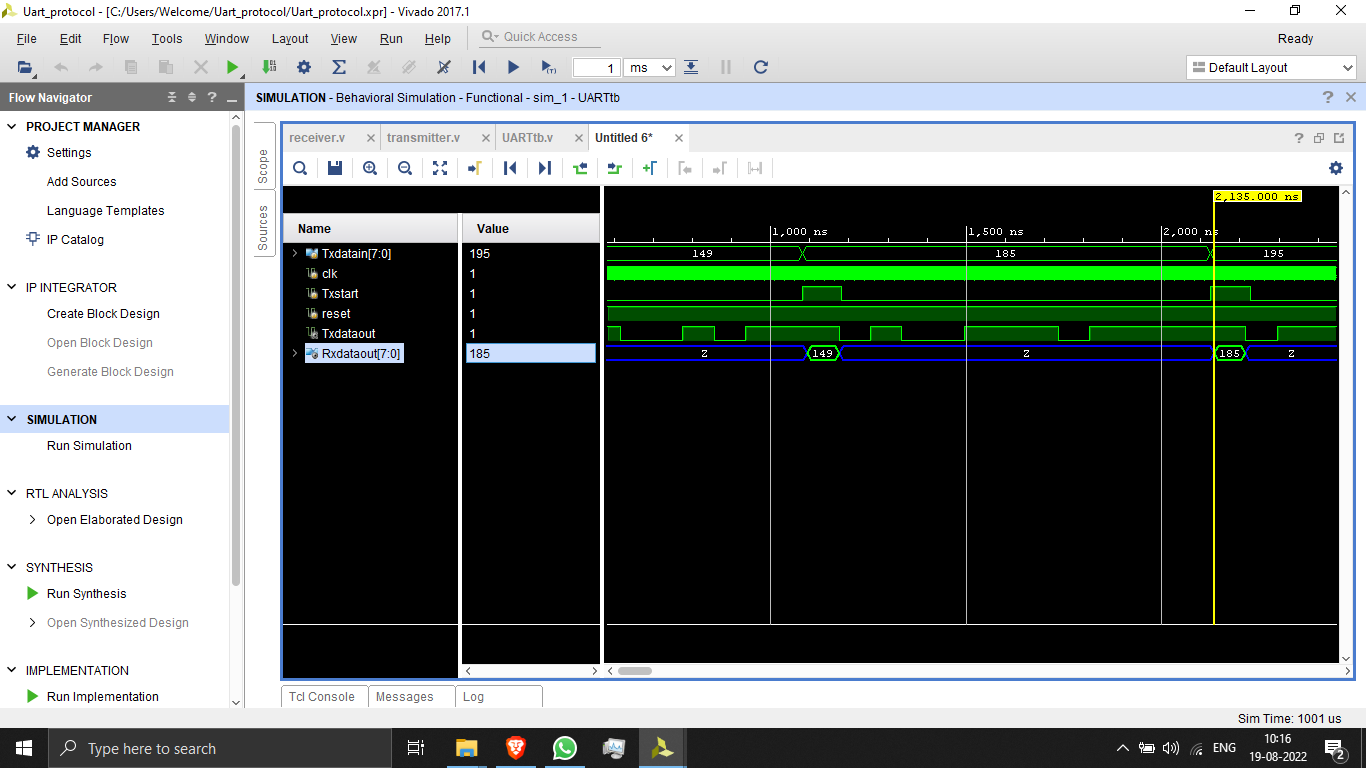 Uart_protocol - [C:/Users/Welcome/Uart_protocol/Uart_protocol.xpr] - Vivado 2017.1
File Edit Flow Tools Window Layout View Run Help Quick Access Ready
1 ms Default Layout
Flow Navigator ?
SIMULATION - Behavioral Simulation - Functional - sim_1 - UARTtb ?
PROJECT MANAGER
Settings
Add Sources
Language Templates
IP Catalog
IP INTEGRATOR
Create Block Design
Open Block Design
Generate Block Design
SIMULATION
Run Simulation
RTL ANALYSIS
Open Elaborated Design
SYNTHESIS
Run Synthesis
Open Synthesized Design
IMPLEMENTATION
Run Implementation
Scope
Sources
receiver.v transmitter.v UARTtb.v Untitled 6* ?
2,135.000 ns
Name Value 1,000 ns 1,500 ns 2,000 ns
Txdatain[7:0] 195 149 185 195
clk 1
Txstart 1
reset 1
Txdataout 1
Rxdataout[7:0] 185 Z 149 Z 185 Z
Tcl Console Messages Log
Sim Time: 1001 us
Type here to search
ENG
10:16
19-08-2022
2